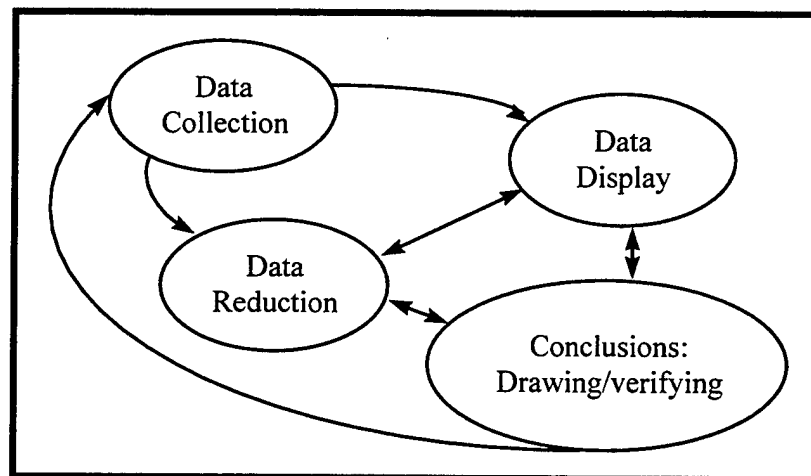 Data
Collection
Data
Display
Data
Reduction
Conclusions:
Drawing/verifying